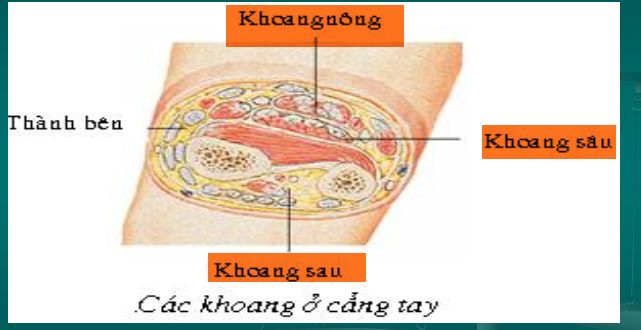 Khoangnông
Thành bên
Khoang sâu
Khoang sau
.Các khoang ở cẳng tay